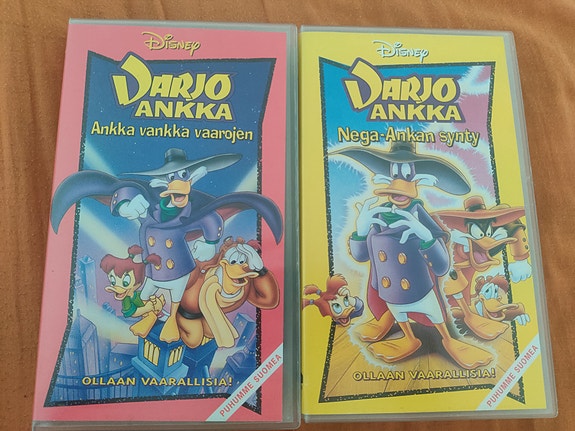 Disney
DARJO
ANKKA
Ankka vankka vaarojen
OLLAAN VAARALLISIA!
PUHUMME SUOMEA
Disney
DARJO
ANKKA
Nega-Ankan synty
OLLAAN VAARALLISIA!
PUHUMME SUOMEA